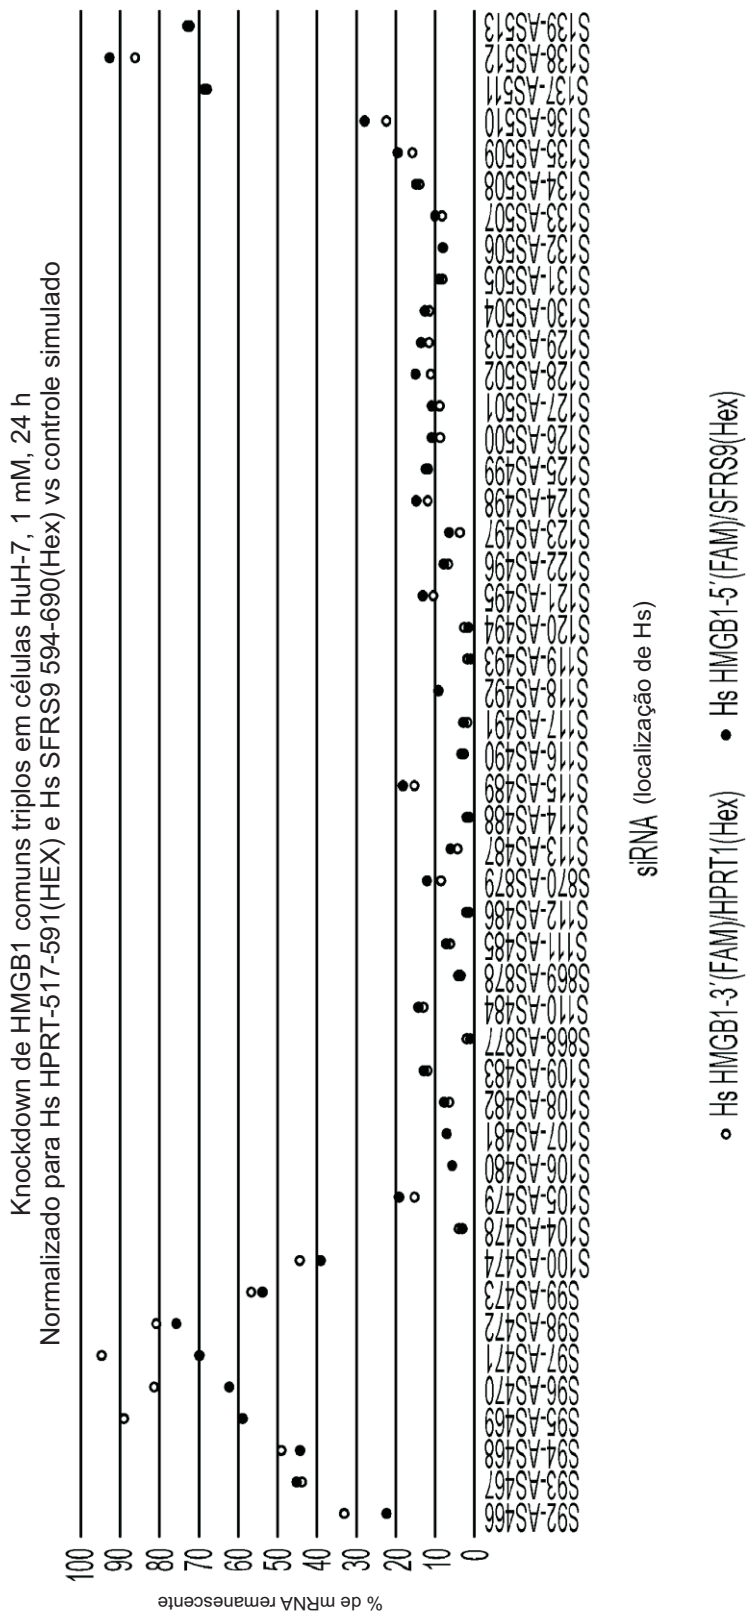 Knockdown de HMGB1 comuns triplos em células HuH-7, 1 mM, 24 h
Normalizado para Hs HPRT-517-591(HEX) e Hs SFRS9 594-690(Hex) vs controle simulado
% de mRNA remanescente
100
90
80
70
60
50
40
30
20
10
0
S92-AS466
S93-AS467
S94-AS468
S95-AS469
S96-AS470
S97-AS471
S98-AS472
S99-AS473
S100-AS474
S104-AS478
S105-AS479
S106-AS480
S107-AS481
S108-AS482
S109-AS483
S868-AS877
S110-AS484
S869-AS878
S111-AS485
S112-AS486
S870-AS879
S113-AS487
S114-AS488
S115-AS489
S116-AS490
S117-AS491
S118-AS492
S119-AS493
S120-AS494
S121-AS495
S122-AS496
S123-AS497
S124-AS498
S125-AS499
S126-AS500
S127-AS501
S128-AS502
S129-AS503
S130-AS504
S131-AS505
S132-AS506
S133-AS507
S134-AS508
S135-AS509
S136-AS510
S137-AS511
S138-AS512
S139-AS513
siRNA (localização de Hs)
Hs HMGB1-3´(FAM)/HPRT1(Hex)
Hs HMGB1-5´(FAM)/SFRS9(Hex)